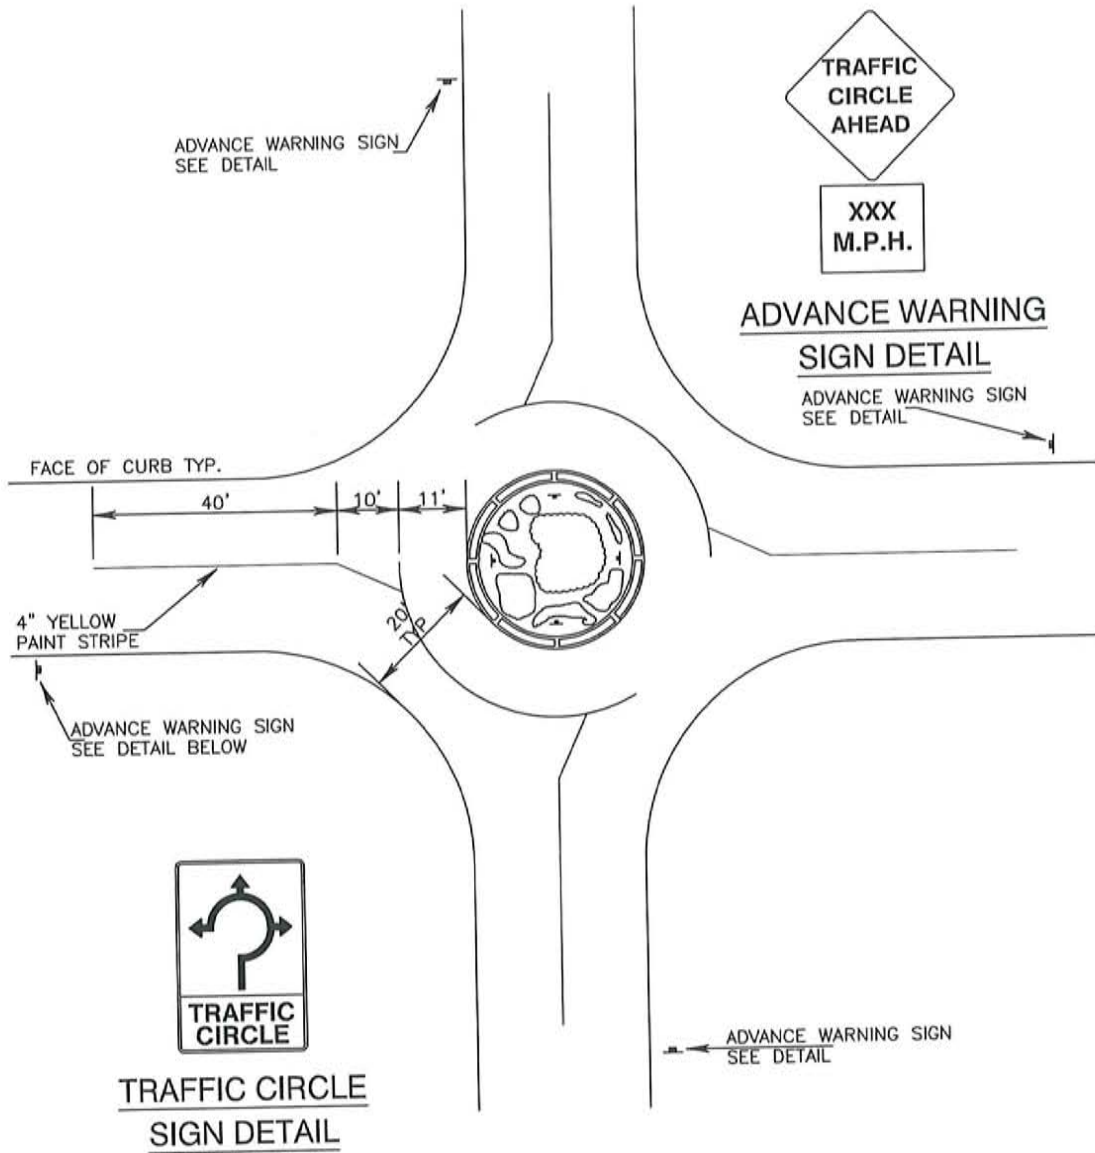 TRAFFIC
CIRCLE
AHEAD
XXX
M.P.H.
ADVANCE WARNING
SIGN DETAIL
ADVANCE WARNING SIGN
SEE DETAIL
ADVANCE WARNING SIGN
SEE DETAIL
FACE OF CURB TYP.
40'
10'
11'
20'
TYP
4" YELLOW
PAINT STRIPE
ADVANCE WARNING SIGN
SEE DETAIL BELOW
TRAFFIC
CIRCLE
TRAFFIC CIRCLE
SIGN DETAIL
ADVANCE WARNING SIGN
SEE DETAIL